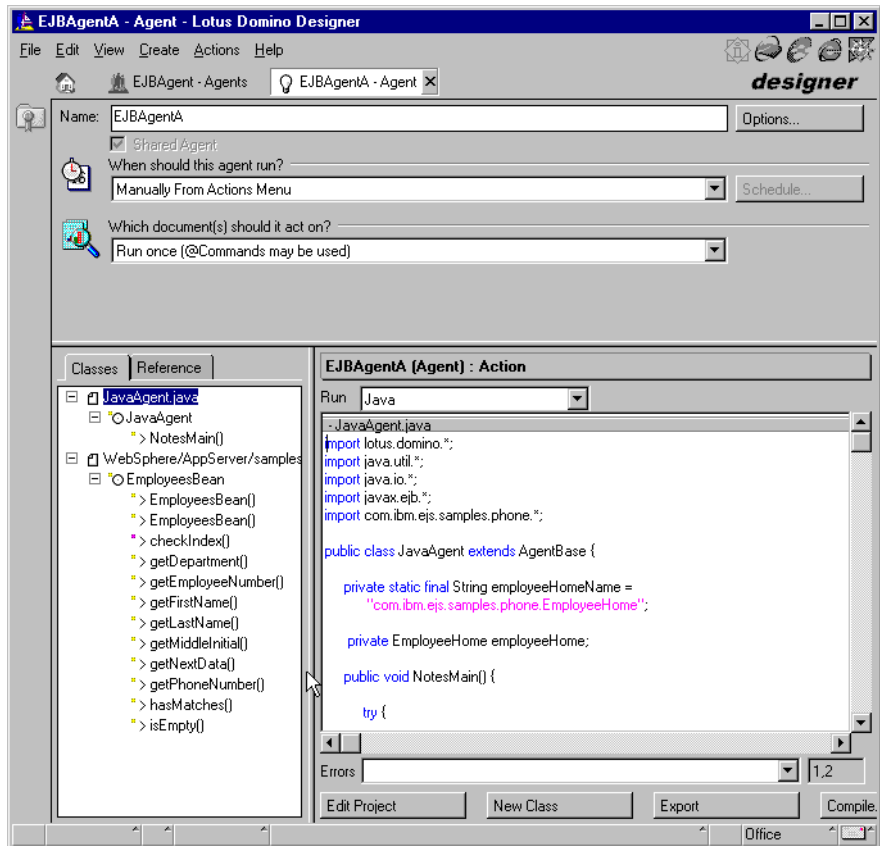 EJBAgentA - Agent - Lotus Domino Designer
File Edit View Create Actions Help
EJBAgent - Agents
EJBAgentA - Agent
designer
Name: EJBAgentA
Options...
Shared Agent
When should this agent run?
Manually From Actions Menu
Schedule...
Which document(s) should it act on?
Run once (@Commands may be used)
Classes Reference
JavaAgent.java
JavaAgent
> NotesMain()
WebSphere/AppServer/samples
EmployeesBean
> EmployeesBean()
> EmployeesBean()
> checkIndex()
> getDepartment()
> getEmployeeNumber()
> getFirstName()
> getLastName()
> getMiddleInitial()
> getNextData()
> getPhoneNumber()
> hasMatches()
> isEmpty()
EJBAgentA (Agent) : Action
Run Java
- JavaAgent.java
import lotus.domino.*;
import java.util.*;
import java.io.*;
import javax.ejb.*;
import com.ibm.ejs.samples.phone.*;
public class JavaAgent extends AgentBase {
private static final String employeeHomeName =
"com.ibm.ejs.samples.phone.EmployeeHome";
private EmployeeHome employeeHome;
public void NotesMain() {
try {
Errors
1,2
Edit Project New Class Export Compile.
Office